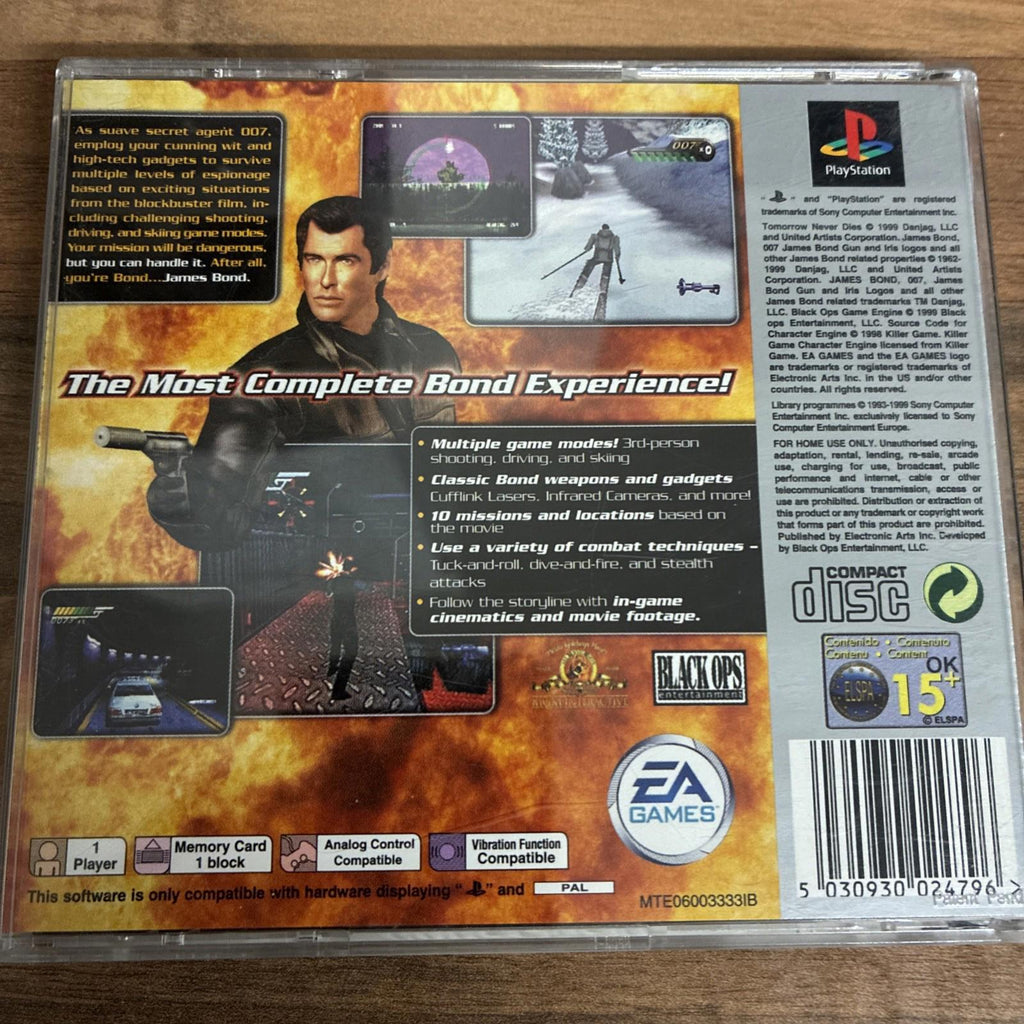 As suave secret agent 007,
employ your cunning wit and
high-tech gadgets to survive
multiple levels of espionage
based on exciting situations
from the blockbuster film, in-
cluding challenging shooting,
driving, and skiing game modes.
Your mission will be dangerous,
but you can handle it. After all,
you're Bond...James Bond.
007
The Most Complete Bond Experience!
• Multiple game modes! 3rd-person
shooting, driving, and skiing
• Classic Bond weapons and gadgets
Cufflink Lasers, Infrared Cameras, and more!
• 10 missions and locations based on
the movie
• Use a variety of combat techniques –
Tuck-and-roll, dive-and-fire, and stealth
attacks
• Follow the storyline with in-game
cinematics and movie footage.
BLACK OPS
entertainment
EA
GAMES™
1
Player
Memory Card
1 block
Analog Control
Compatible
Vibration Function
Compatible
This software is only compatible with hardware displaying " " and PAL
MTE06003333IB
PlayStation
" " and "PlayStation" are registered
trademarks of Sony Computer Entertainment Inc.
Tomorrow Never Dies © 1999 Danjaq, LLC
and United Artists Corporation. James Bond,
007 James Bond Gun and Iris logos and all
other James Bond related properties © 1962-
1999 Danjaq, LLC and United Artists
Corporation. JAMES BOND, 007, James
Bond Gun and Iris Logos and all other
James Bond related trademarks TM Danjaq,
LLC. Black Ops Game Engine © 1999 Black
ops Entertainment, LLC. Source Code for
Character Engine © 1998 Killer Game. Killer
Game Character Engine licensed from Killer
Game. EA GAMES and the EA GAMES logo
are trademarks or registered trademarks of
Electronic Arts Inc. in the US and/or other
countries. All rights reserved.
Library programmes © 1993-1999 Sony Computer
Entertainment Inc. exclusively licensed to Sony
Computer Entertainment Europe.
FOR HOME USE ONLY. Unauthorised copying,
adaptation, rental, lending, re-sale, arcade
use, charging for use, broadcast, public
performance and internet, cable or other
telecommunications transmission, access or
use are prohibited. Distribution or extraction of
this product or any trademark or copyright work
that forms part of this product are prohibited.
Published by Electronic Arts Inc. Developed
by Black Ops Entertainment, LLC.
COMPACT
disc
Contenido • Contenuto
Contenu • Content
ELSPA
OK
15+
© ELSPA
5 030930 024796 >